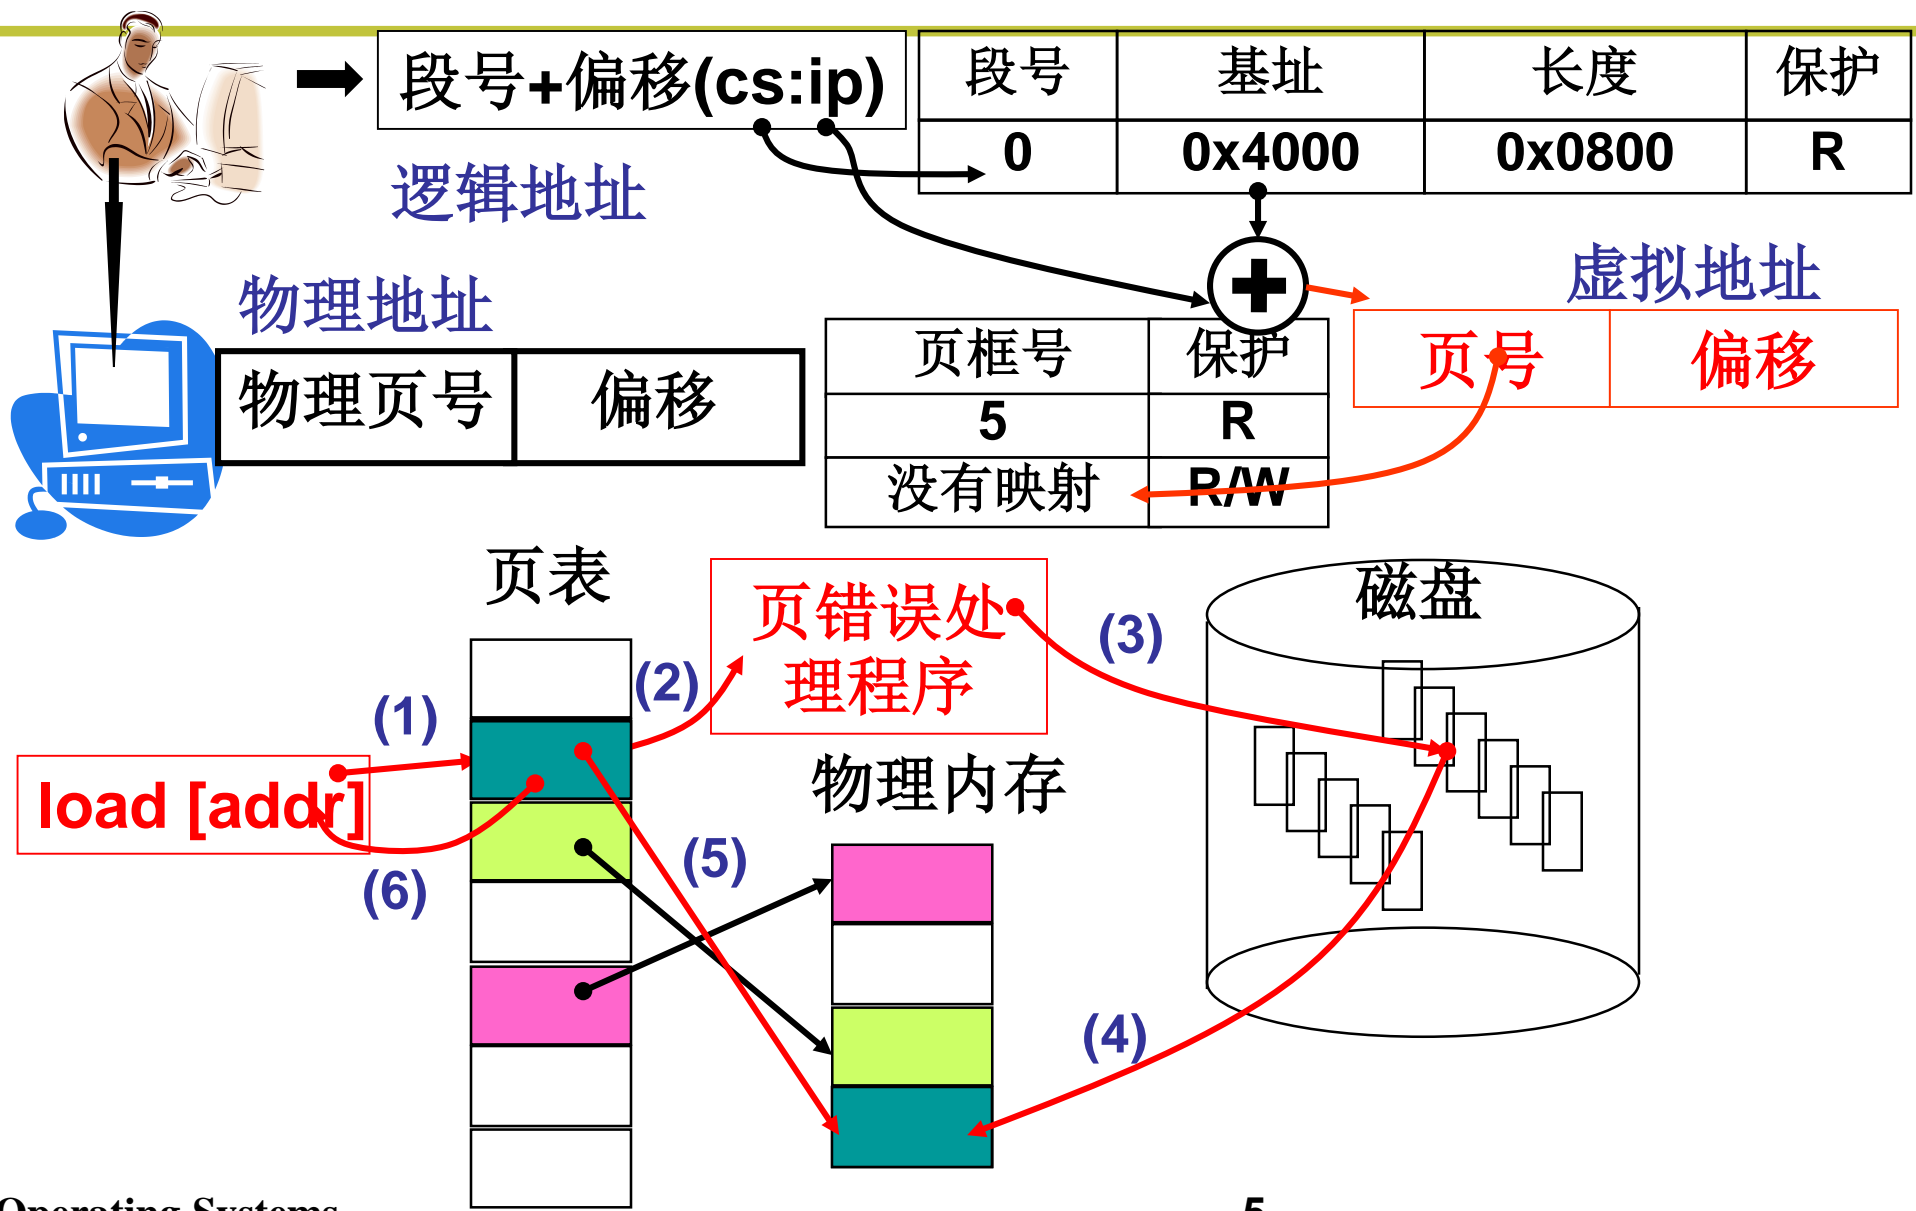 段号+偏移(cs:ip)
段号 基址 长度 保护
0 0x4000 0x0800 R
逻辑地址
虚拟地址
物理地址
页框号 保护
5 R
没有映射 R/W
页号 偏移
物理页号 偏移
页表
页错误处
理程序
磁盘
(1)
(2)
(3)
load [addr]
物理内存
(5)
(6)
(4)
Operating Systems
5